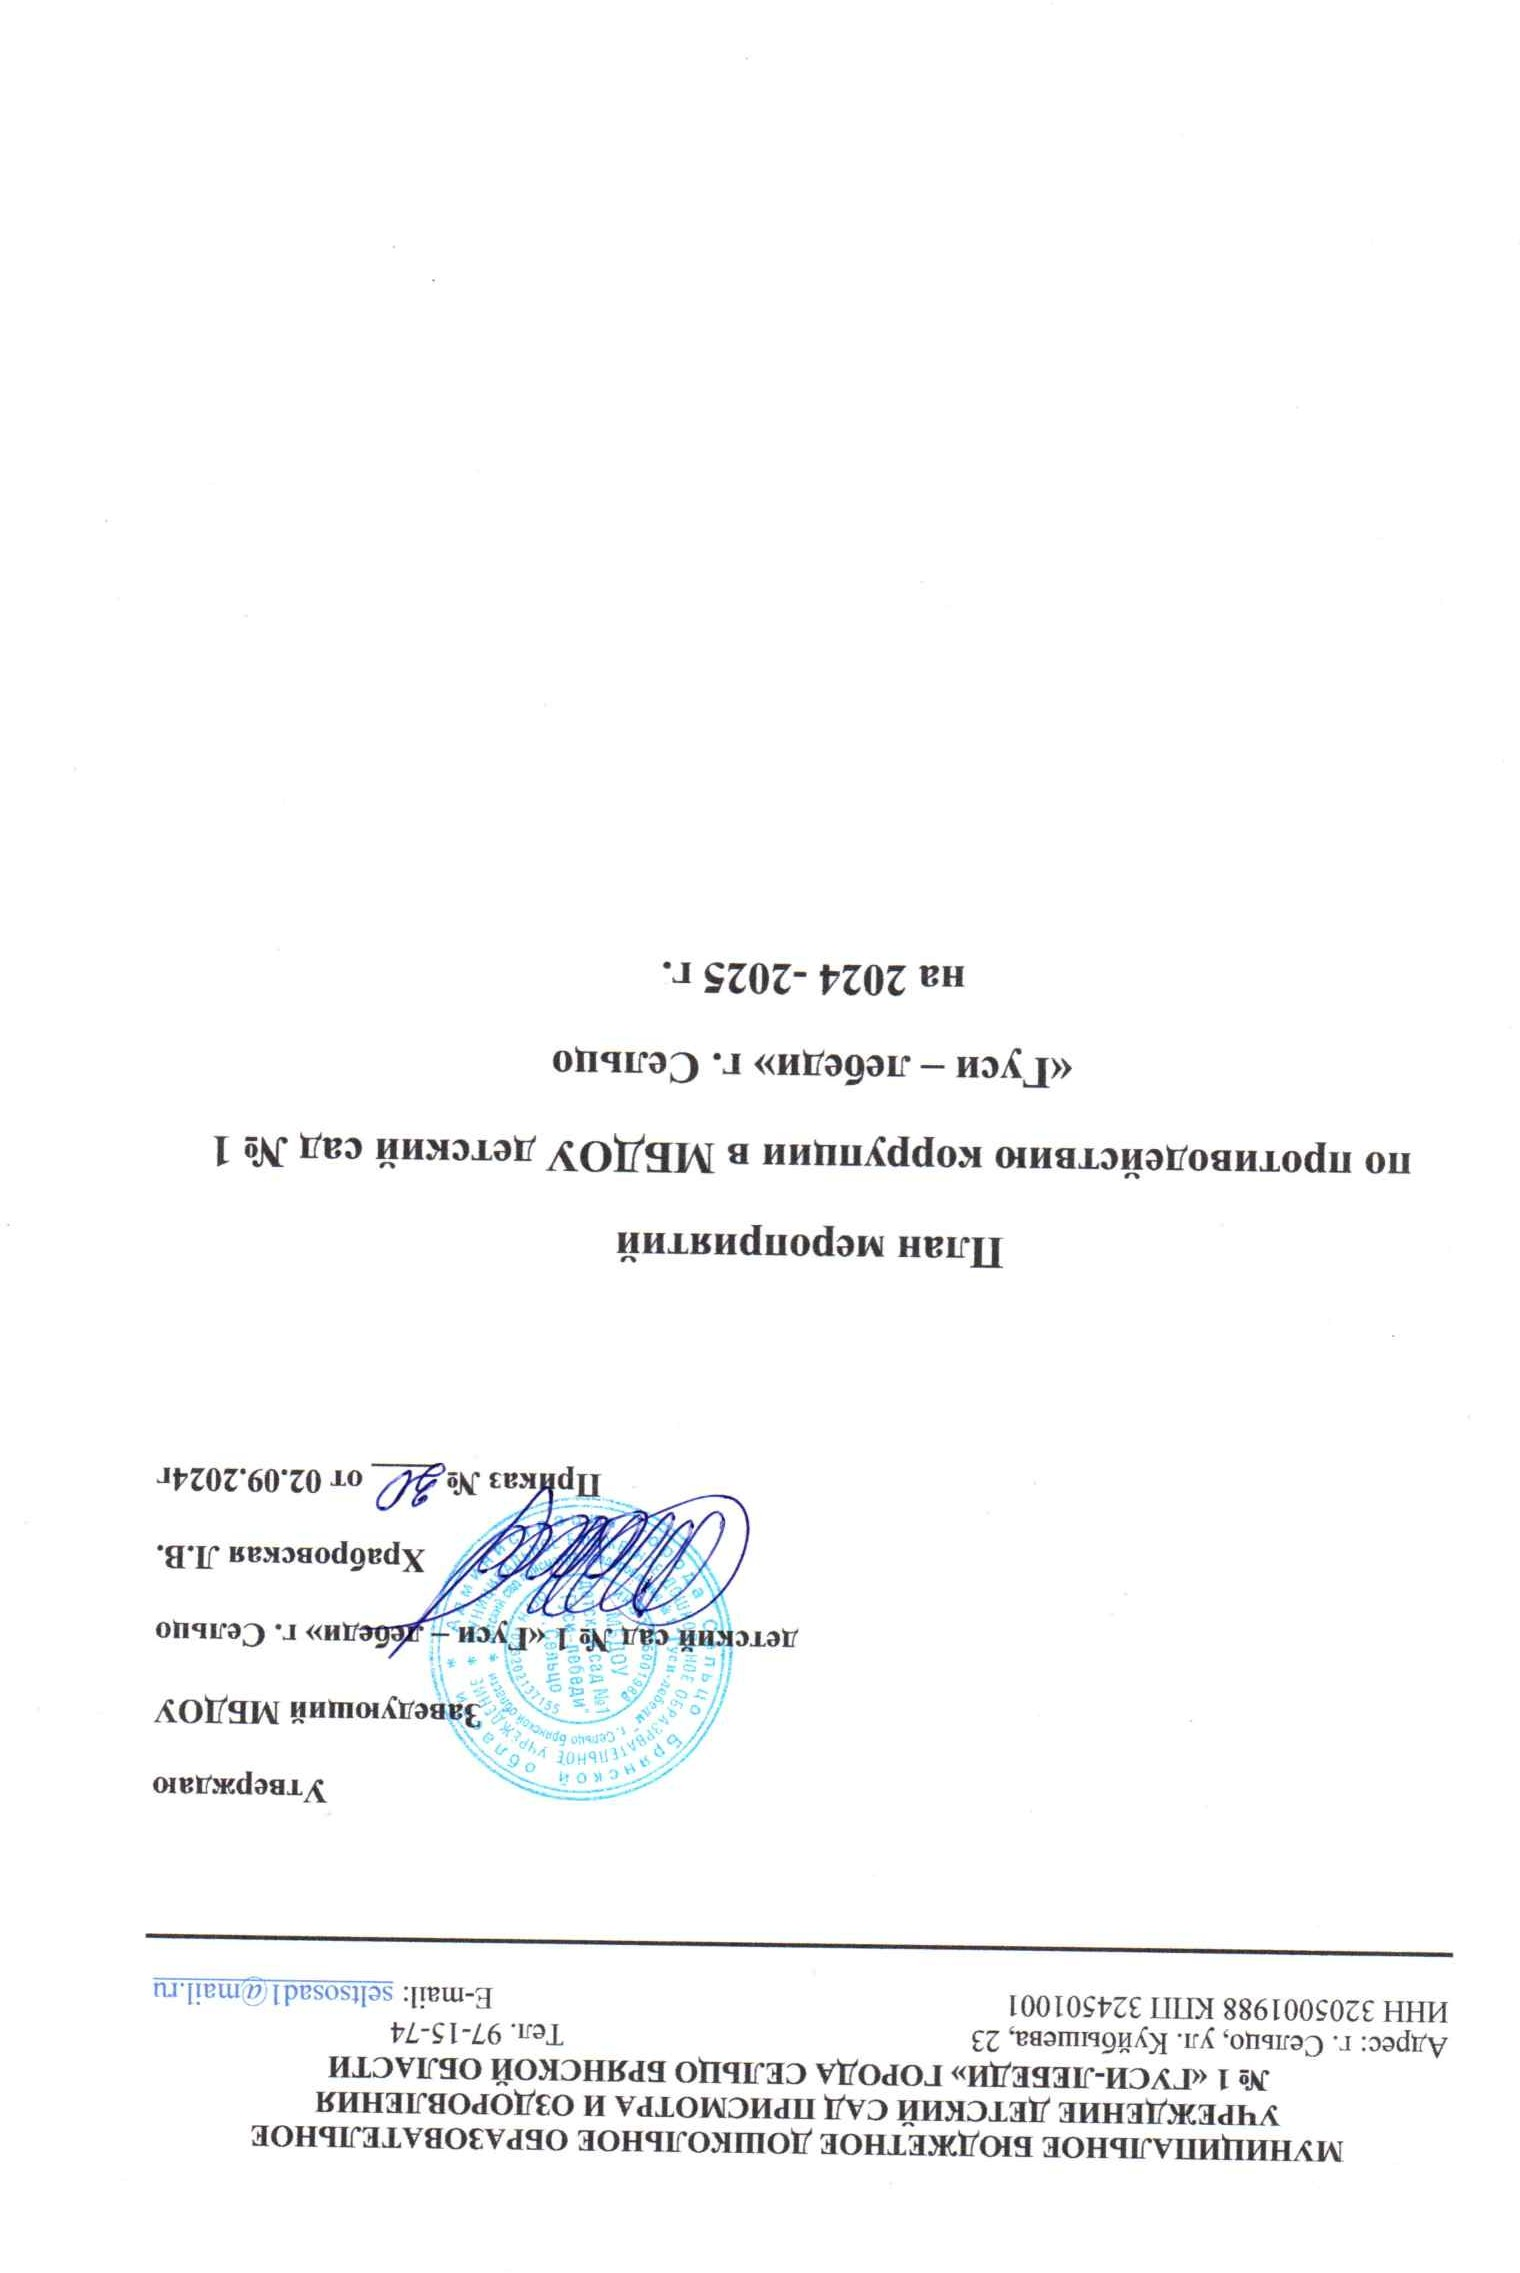 МУНИЦИПАЛЬНОЕ БЮДЖЕТНОЕ ДОШКОЛЬНОЕ ОБРАЗОВАТЕЛЬНОЕ
УЧРЕЖДЕНИЕ ДЕТСКИЙ САД ПРИСМОТРА И ОЗДОРОВЛЕНИЯ
№ 1 «ГУСИ-ЛЕБЕДИ» ГОРОДА СЕЛЬЦО БРЯНСКОЙ ОБЛАСТИ
Адрес: г. Сельцо, ул. Куйбышева, 23 Тел. 97-15-74
ИНН 3205001988 КПП 324501001 E-mail: seltsosad1@mail.ru
Утверждаю
Заведующий МБДОУ
детский сад № 1 «Гуси – лебеди» г. Сельцо
Храбровская Л.В.
Приказ № 30 от 02.09.2024г
План мероприятий
по противодействию коррупции в МБДОУ детский сад № 1
«Гуси – лебеди» г. Сельцо
на 2024 -2025 г.